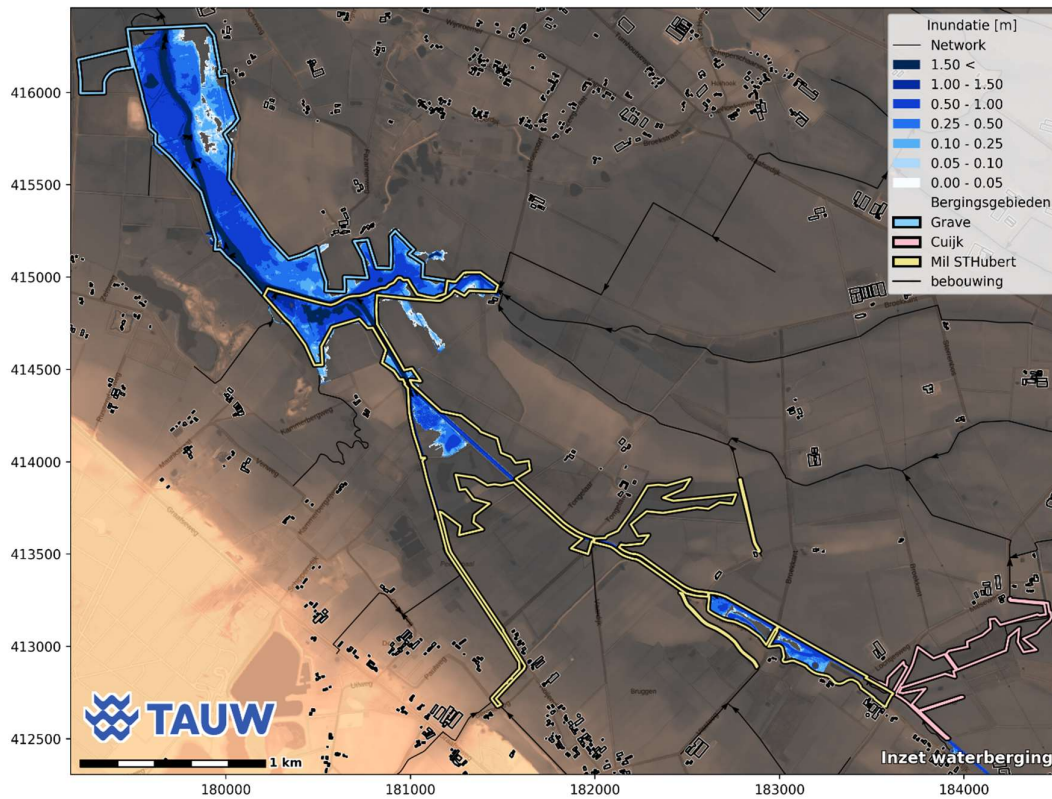 Inundatie [m]
Network
1.50 <
1.00 - 1.50
0.50 - 1.00
0.25 - 0.50
0.10 - 0.25
0.05 - 0.10
0.00 - 0.05
Bergingsgebieden
Grave
Cuijk
Mil STHubert
bebouwing
416000
415500
415000
414500
414000
413500
413000
412500
Bruggen
TAUW
1 km
Inzet waterberging
180000
181000
182000
183000
184000